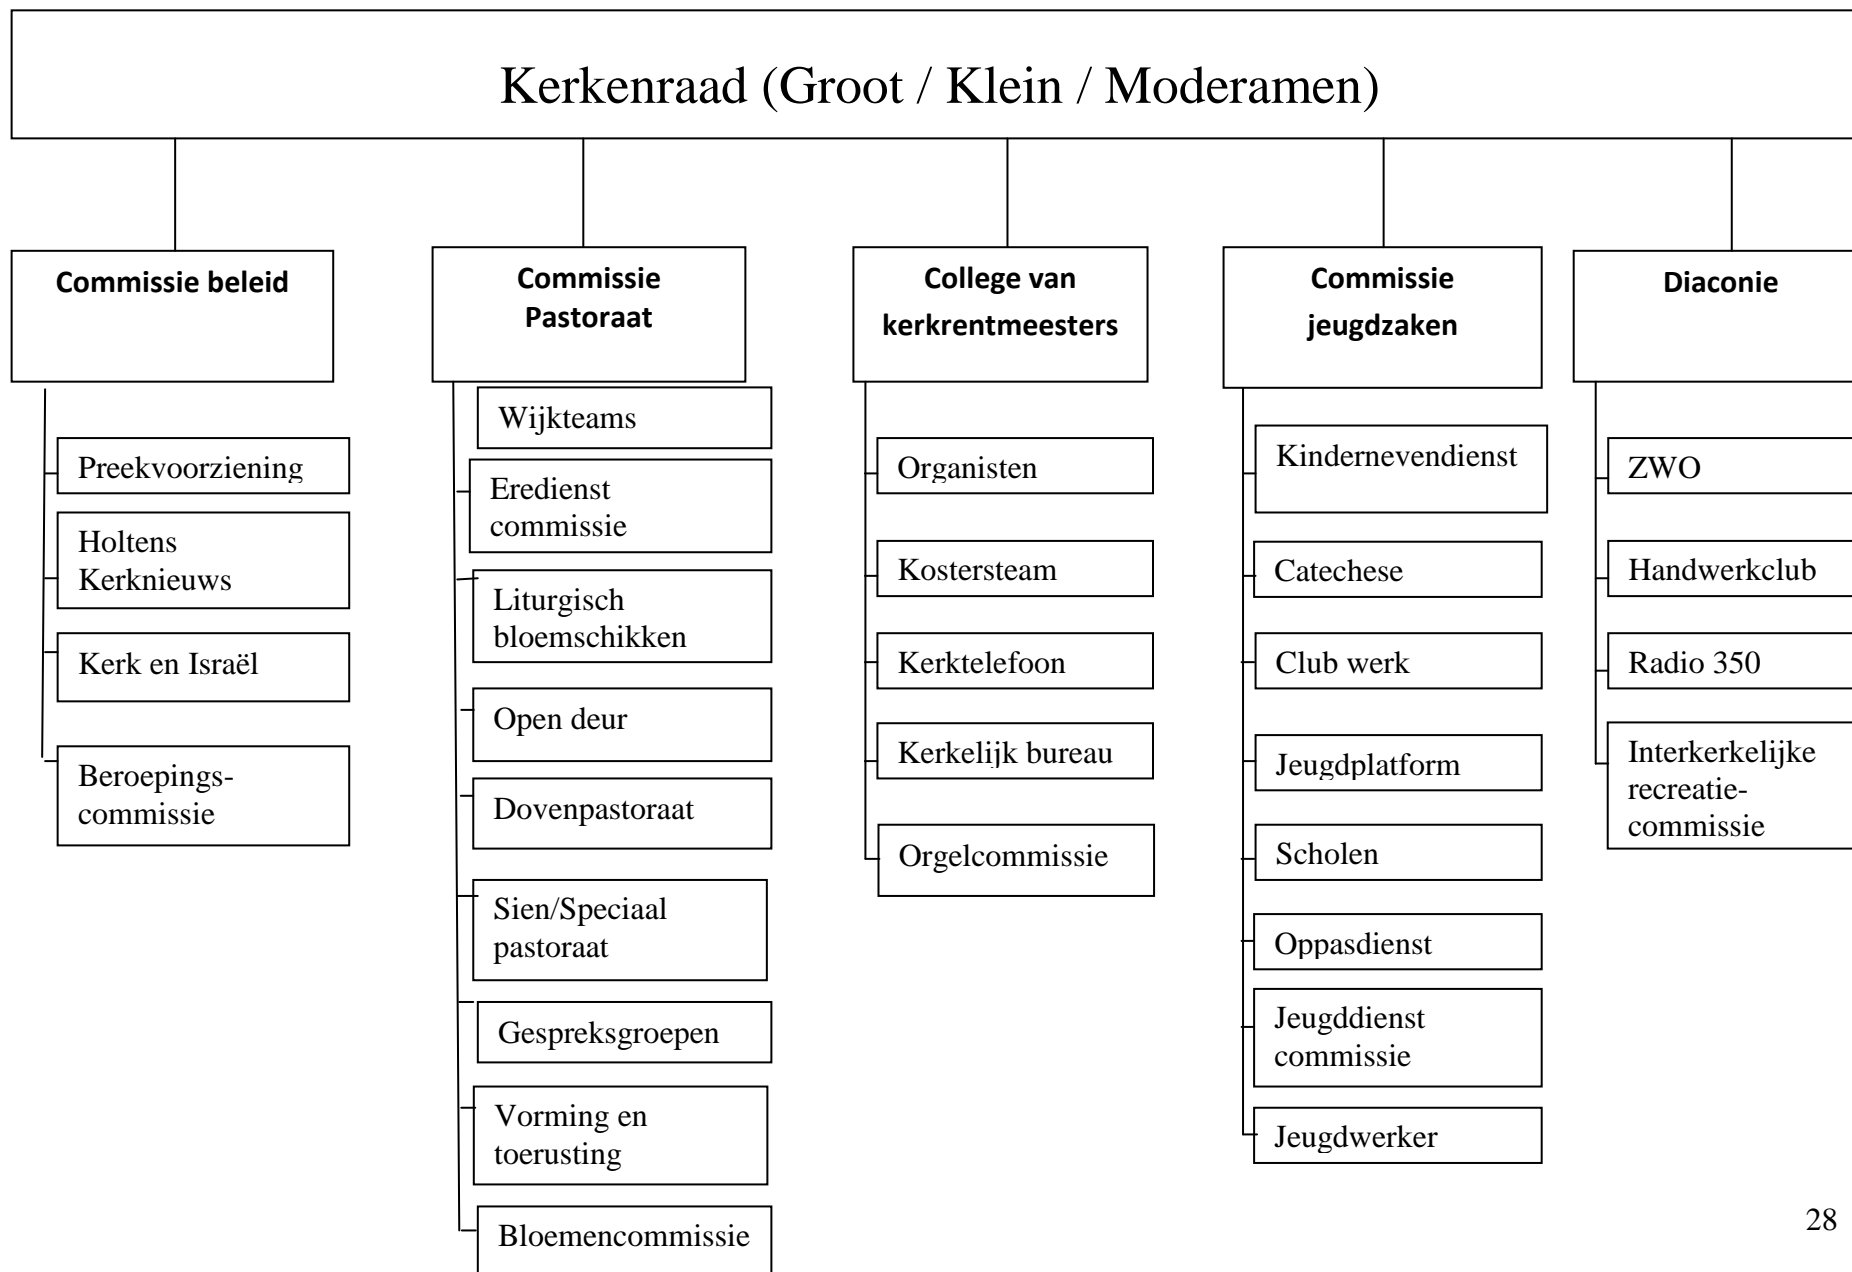 Kerkenraad (Groot / Klein / Moderamen)
Commissie beleid
Preekvoorziening
Holtens
Kerknieuws
Kerk en Israël
Beroepings-
commissie
Commissie
Pastoraat
Wijkteams
Eredienst
commissie
Liturgisch
bloemschikken
Open deur
Dovenpastoraat
Sien/Speciaal
pastoraat
Gespreksgroepen
Vorming en
toerusting
Bloemencommissie
College van
kerkrentmeesters
Organisten
Kostersteam
Kerktelefoon
Kerkelijk bureau
Orgelcommissie
Commissie
jeugdzaken
Kindernevendienst
Catechese
Club werk
Jeugdplatform
Scholen
Oppasdienst
Jeugddienst
commissie
Jeugdwerker
Diaconie
ZWO
Handwerkclub
Radio 350
Interkerkelijke
recreatie-
commissie
28